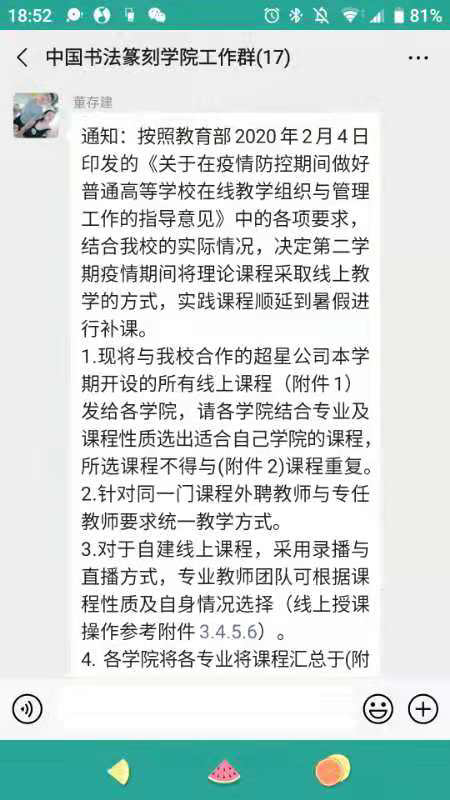 18:52
81%
中国书法篆刻学院工作群(17)
董存建
通知：按照教育部2020年2月4日
印发的《关于在疫情防控期间做好
普通高等学校在线教学组织与管理
工作的指导意见》中的各项要求，
结合我校的实际情况，决定第二学
期疫情期间将理论课程采取线上教
学的方式，实践课程顺延到暑假进
行补课。
1.现将与我校合作的超星公司本学
期开设的所有线上课程（附件1）
发给各学院，请各学院结合专业及
课程性质选出适合自己学院的课程，
所选课程不得与(附件2)课程重复。
2.针对同一门课程外聘教师与专任
教师要求统一教学方式。
3.对于自建线上课程，采用录播与
直播方式，专业教师团队可根据课
程性质及自身情况选择（线上授课
操作参考附件3.4.5.6）。
4. 各学院将各专业将课程汇总于(附